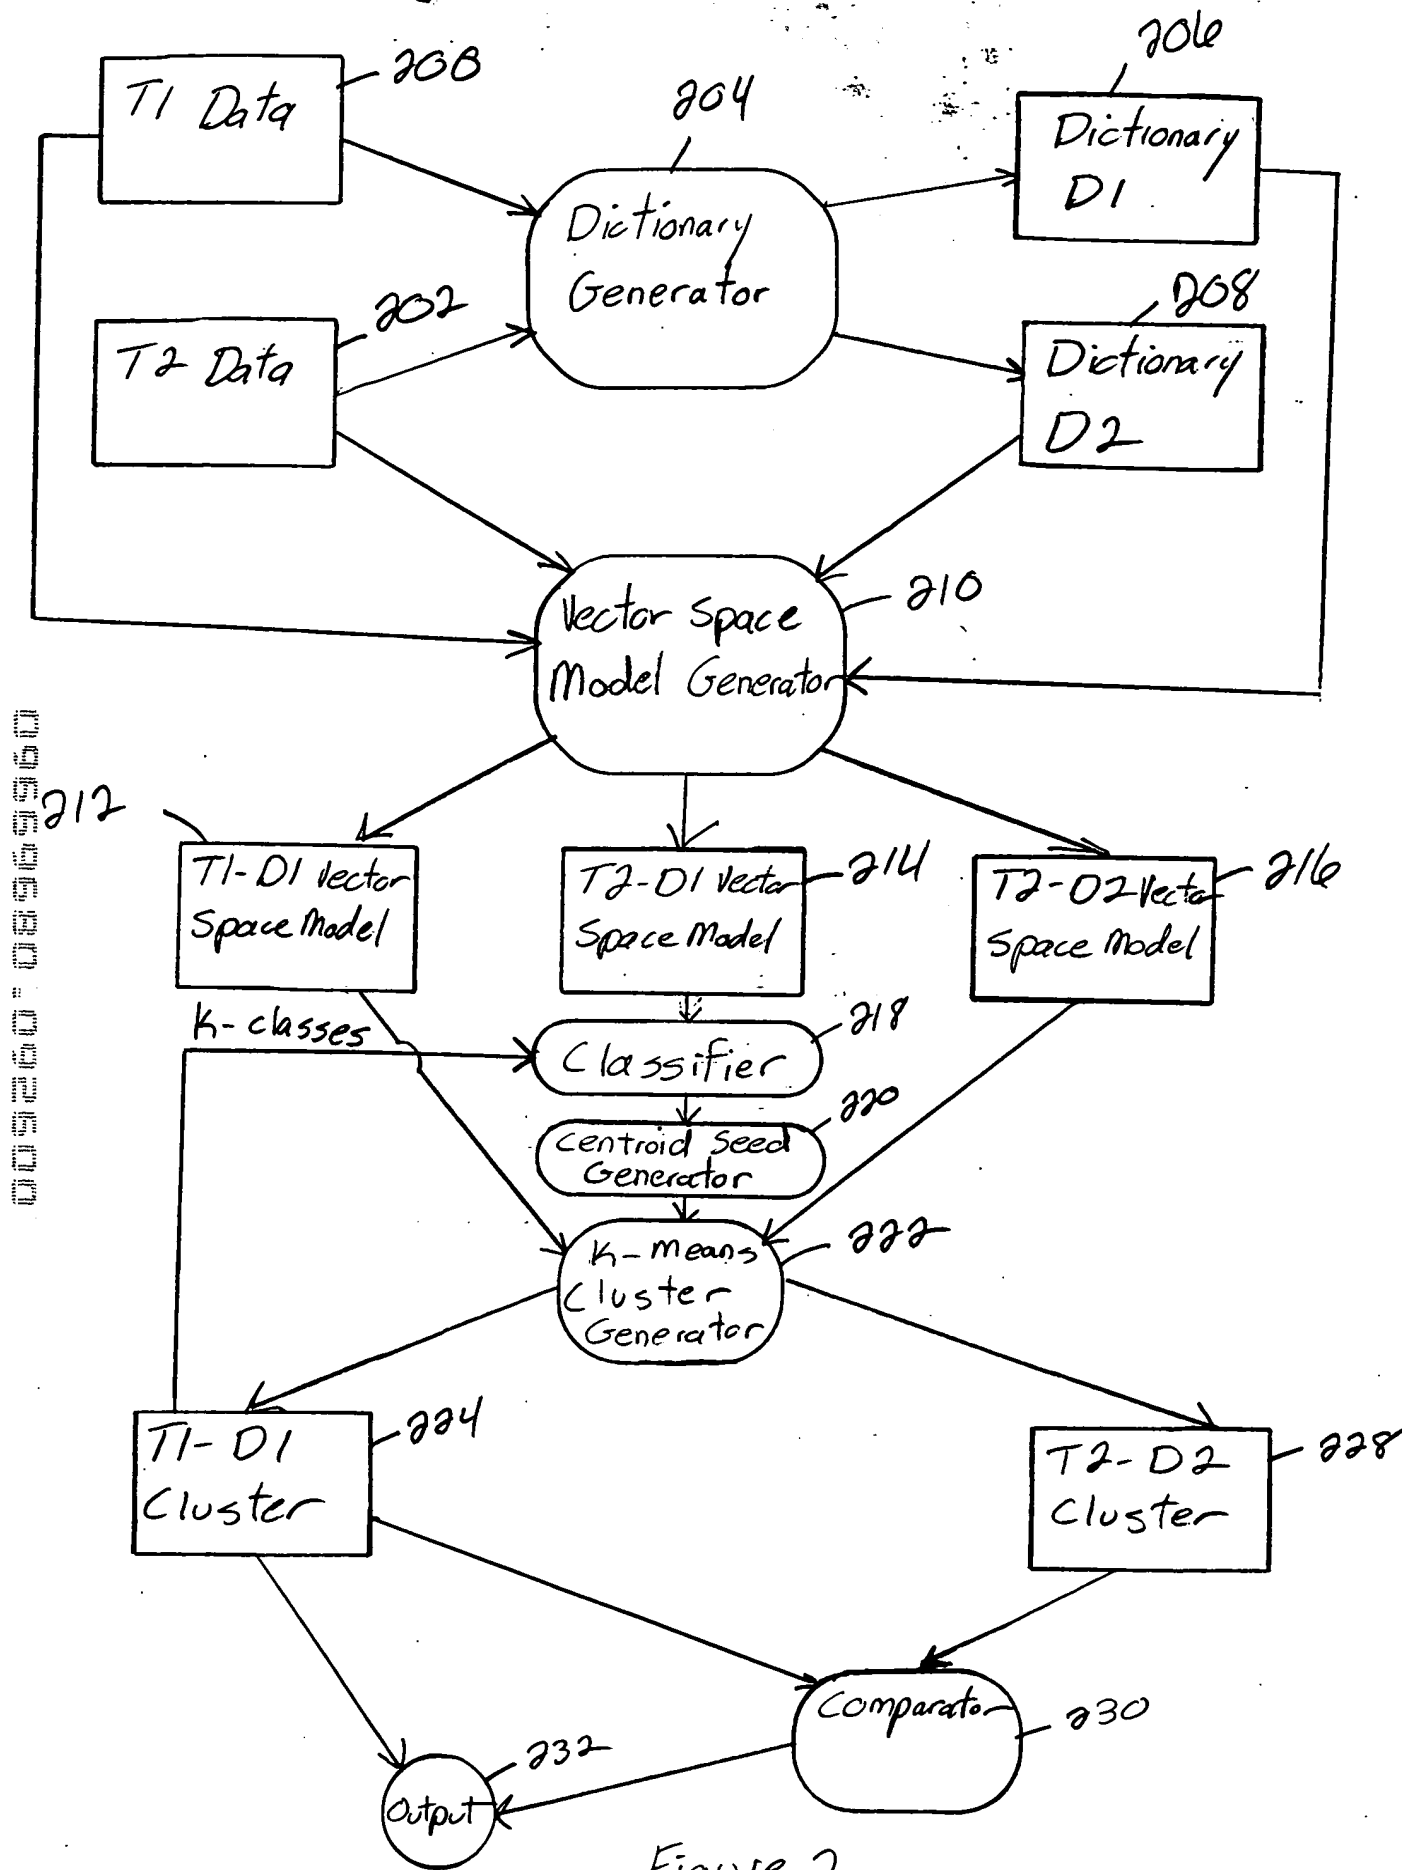 T1 Data
200
204
206
Dictionary
D1
Dictionary
Generator
T2 Data
202
208
Dictionary
D2
Vector Space
Model Generator
210
212
T1-D1 Vector
Space Model
T2-D1 Vector
Space Model
214
T2-D2 Vector
Space Model
216
K-classes
Classifier
218
Centroid Seed
Generator
220
K-means
Cluster
Generator
222
T1-D1
Cluster
224
T2-D2
Cluster
228
Comparator
230
Output
232
Figure 2